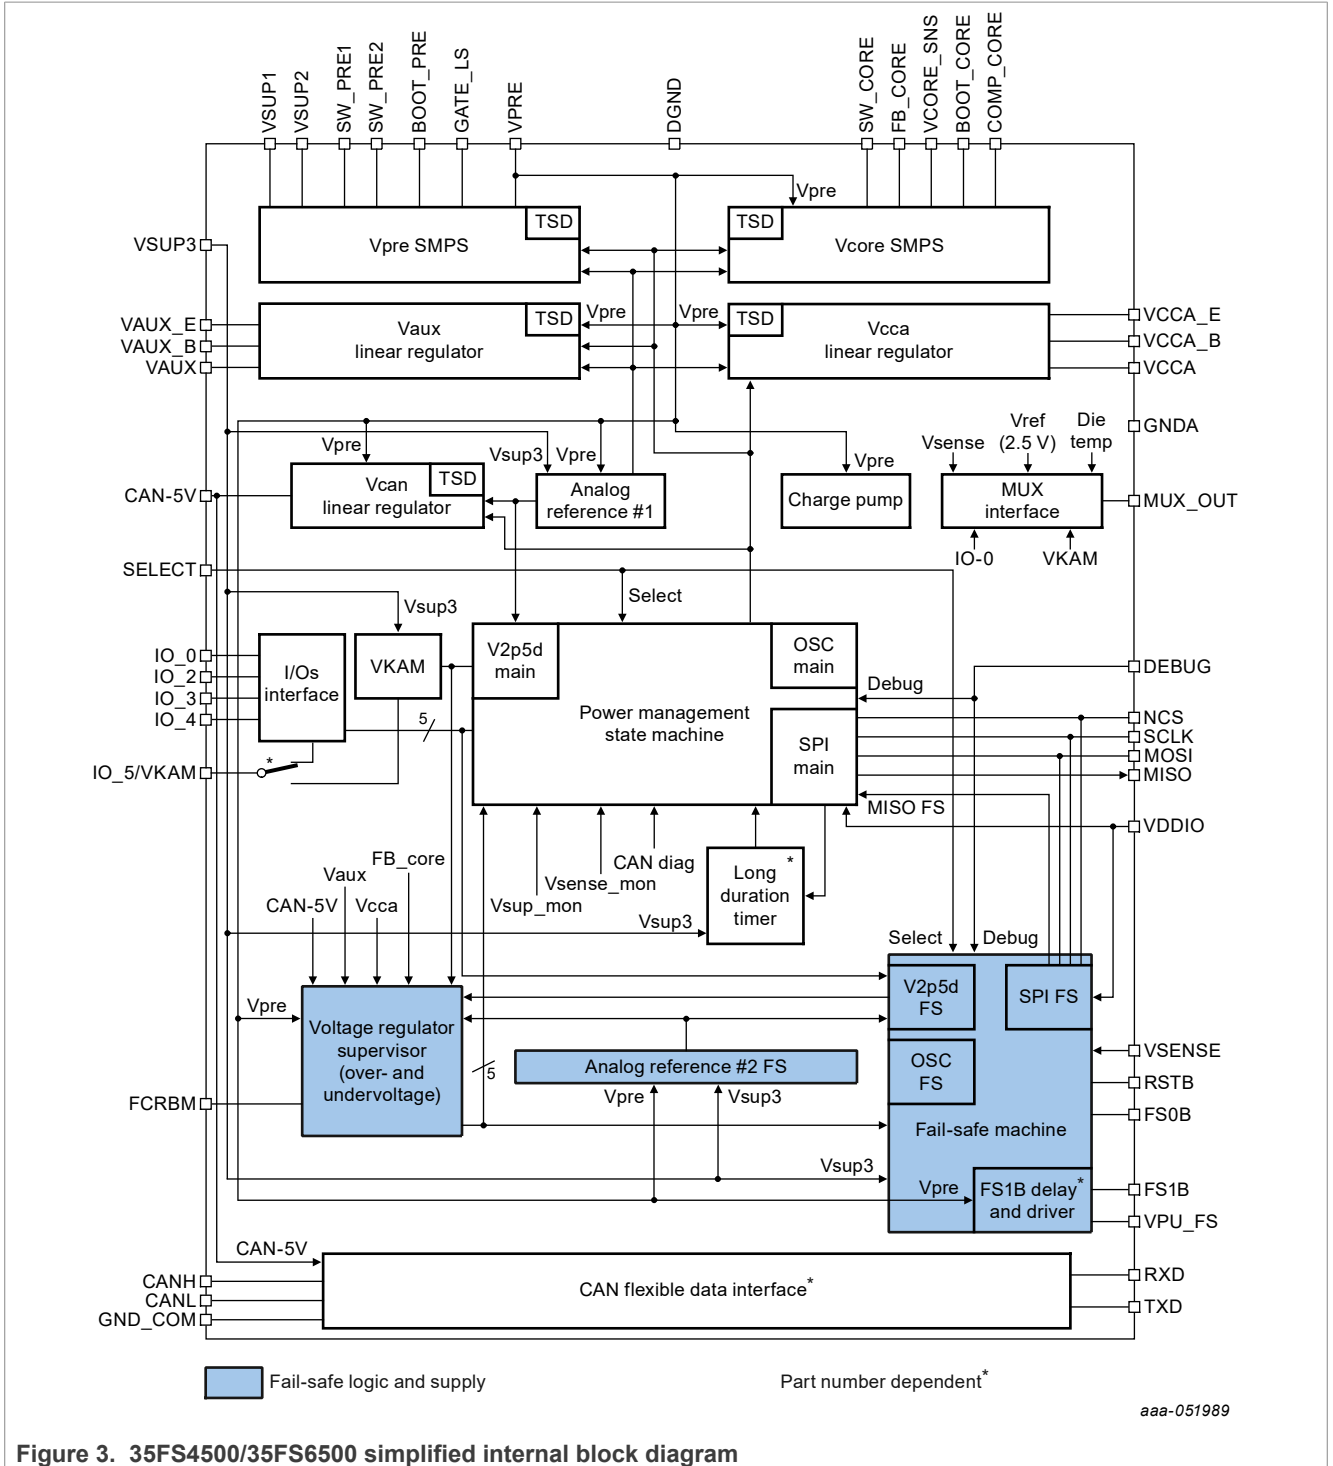 VSUP1
VSUP2
SW_PRE1
SW_PRE2
BOOT_PRE
GATE_LS
VPRE
DGND
SW_CORE
FB_CORE
VCORE_SNS
BOOT_CORE
COMP_CORE
Vpre
TSD
TSD
Vpre SMPS
Vcore SMPS
VSUP3
VAUX_E
VAUX_B
VAUX
Vaux
linear regulator
TSD
Vpre
Vpre
TSD
Vcca
linear regulator
VCCA_E
VCCA_B
VCCA
GNDA
Vpre
Vsup3
Vpre
Vpre
Vsense
Vref
(2.5 V)
Die
temp
CAN-5V
Vcan
linear regulator
TSD
Analog
reference #1
Charge pump
MUX
interface
MUX_OUT
IO-0
VKAM
SELECT
Select
Vsup3
IO_0
IO_2
IO_3
IO_4
I/Os
interface
VKAM
V2p5d
main
OSC
main
Power management
state machine
SPI
main
5
Debug
DEBUG
NCS
SCLK
MOSI
MISO
IO_5/VKAM
*
MISO FS
VDDIO
FB_core
Vaux
CAN-5V
Vcca
Vsup_mon
Vsense_mon
CAN diag
Long *
duration
timer
Vsup3
Select
Debug
Vpre
Voltage regulator
supervisor
(over- and
undervoltage)
5
Analog reference #2 FS
Vpre
Vsup3
V2p5d
FS
SPI FS
OSC
FS
Fail-safe machine
VSENSE
RSTB
FS0B
FCRBM
Vsup3
Vpre
FS1B delay*
and driver
FS1B
VPU_FS
CAN-5V
CANH
CANL
GND_COM
CAN flexible data interface*
RXD
TXD
Fail-safe logic and supply
Part number dependent*
aaa-051989
Figure 3. 35FS4500/35FS6500 simplified internal block diagram